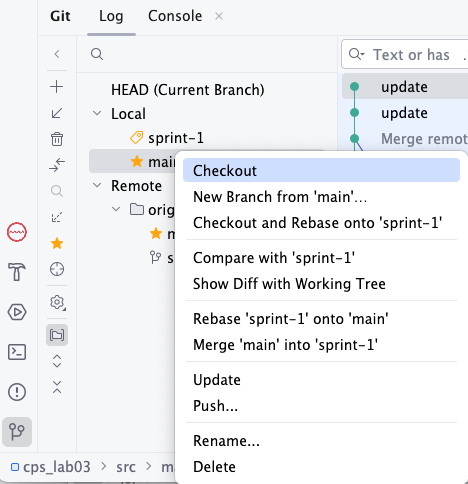 Git Log Console
Text or has
HEAD (Current Branch)
update
Local
update
sprint-1
Merge remot
Checkout
Remote
New Branch from 'main'...
Checkout and Rebase onto 'sprint-1'
Compare with 'sprint-1'
Show Diff with Working Tree
Rebase 'sprint-1' onto 'main'
Merge 'main' into 'sprint-1'
Update
Push...
Rename...
cps_lab03 src
Delete